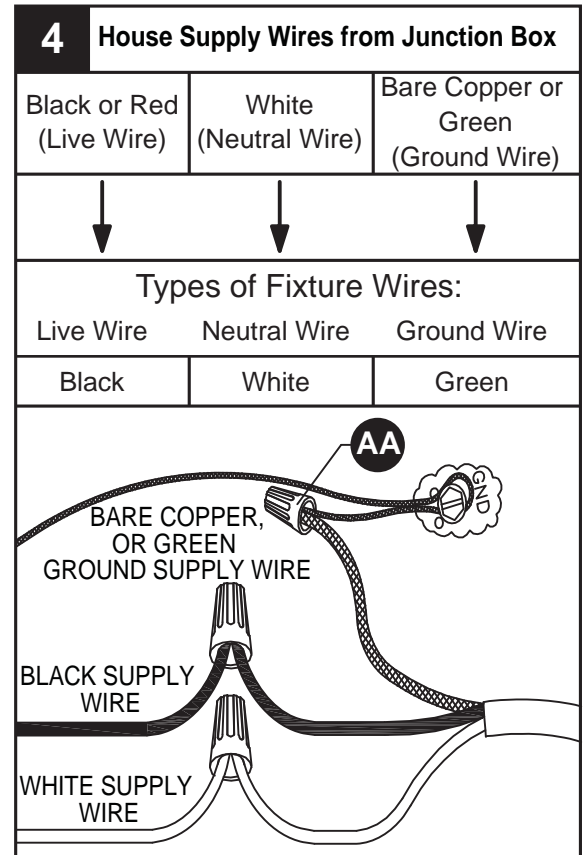 4 House Supply Wires from Junction Box
Black or Red
(Live Wire)
White
(Neutral Wire)
Bare Copper or
Green
(Ground Wire)
Types of Fixture Wires:
Live Wire Neutral Wire Ground Wire
Black White Green
AA
GND
BARE COPPER,
OR GREEN
GROUND SUPPLY WIRE
BLACK SUPPLY
WIRE
WHITE SUPPLY
WIRE